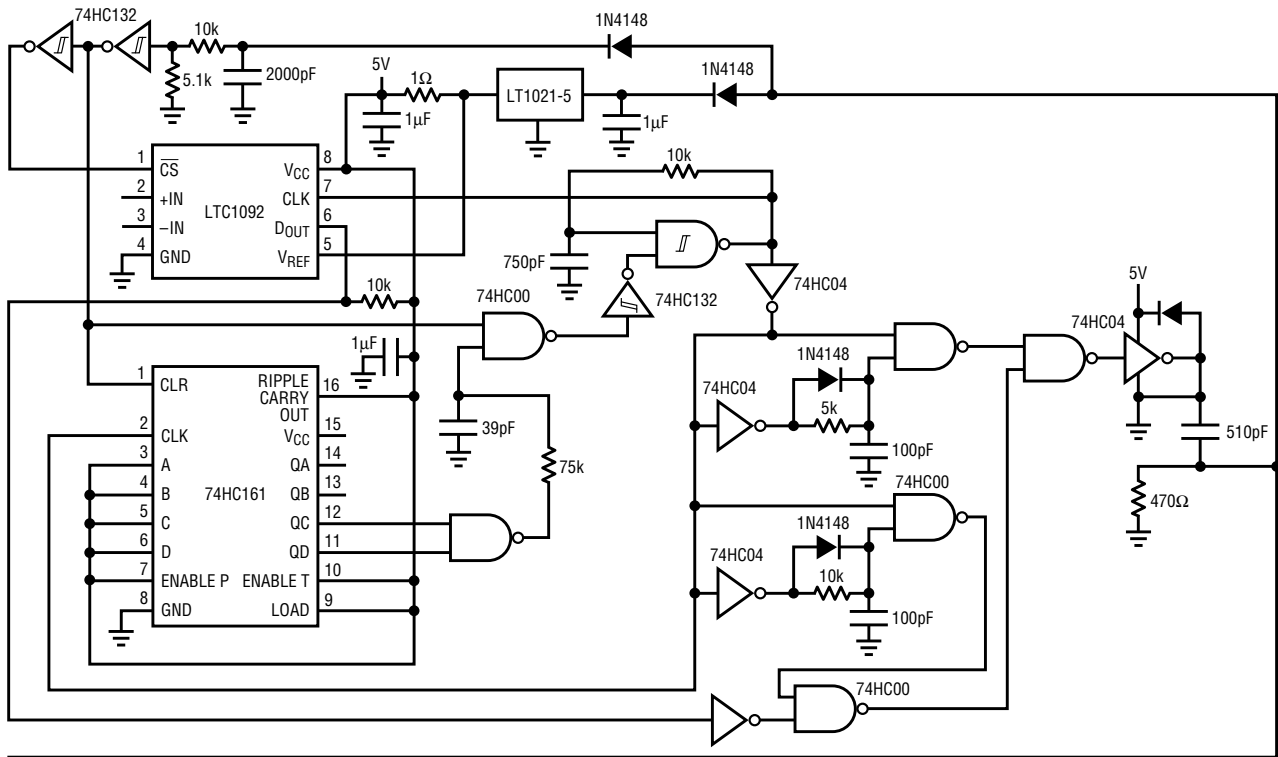 74HC132
10k
1N4148
5.1k
2000pF
5V
1Ω
1µF
LT1021-5
1N4148
1µF
10k
1
C̅S̅
VCC
8
2
+IN
CLK
7
LTC1092
3
–IN
DOUT
6
4
GND
VREF
5
750pF
74HC132
74HC04
10k
74HC00
5V
74HC04
1µF
1N4148
74HC04
5k
100pF
510pF
470Ω
1
CLR
RIPPLE
CARRY
OUT
16
2
CLK
VCC
15
3
A
QA
14
4
B
QB
13
74HC161
5
C
QC
12
6
D
QD
11
7
ENABLE P
ENABLE T
10
8
GND
LOAD
9
39pF
75k
74HC00
1N4148
74HC04
10k
100pF
74HC00